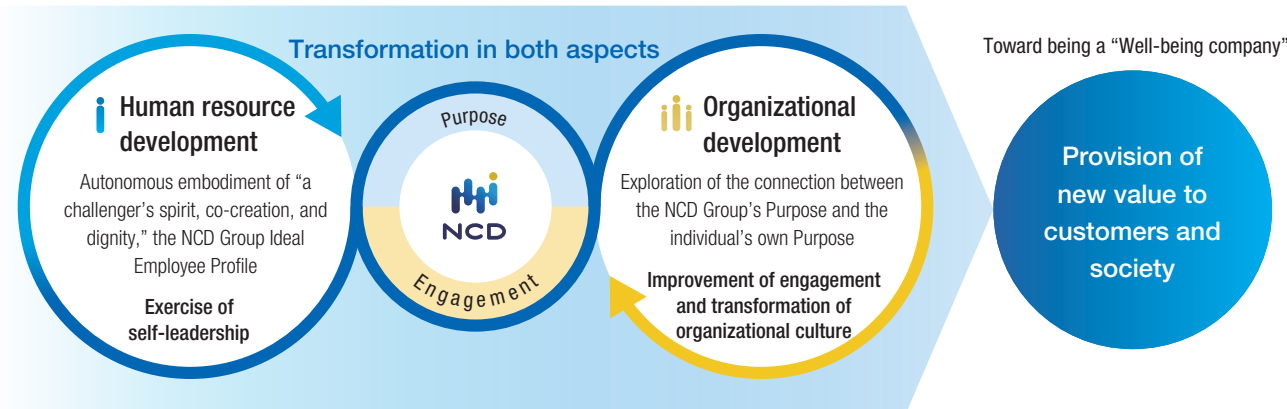 Transformation in both aspects
Human resource
development
Autonomous embodiment of “a
challenger’s spirit, co-creation, and
dignity,” the NCD Group Ideal
Employee Profile
Exercise of
self-leadership
Purpose
NCD
Engagement
Organizational
development
Exploration of the connection between
the NCD Group’s Purpose and the
individual’s own Purpose
Improvement of engagement
and transformation of
organizational culture
Toward being a “Well-being company”
Provision of
new value to
customers and
society